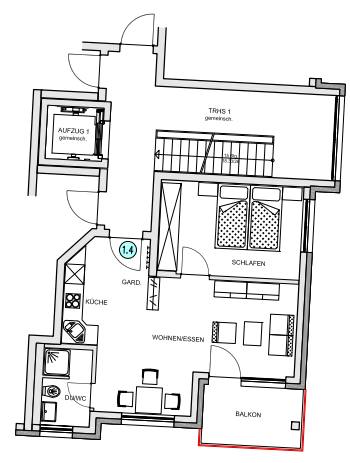 TRHS 1
gemeinsch.
AUFZUG 1
gemeinsch.
1.4
SCHLAFEN
GARD.
KÜCHE
WOHNEN/ESSEN
DU/WC
BALKON